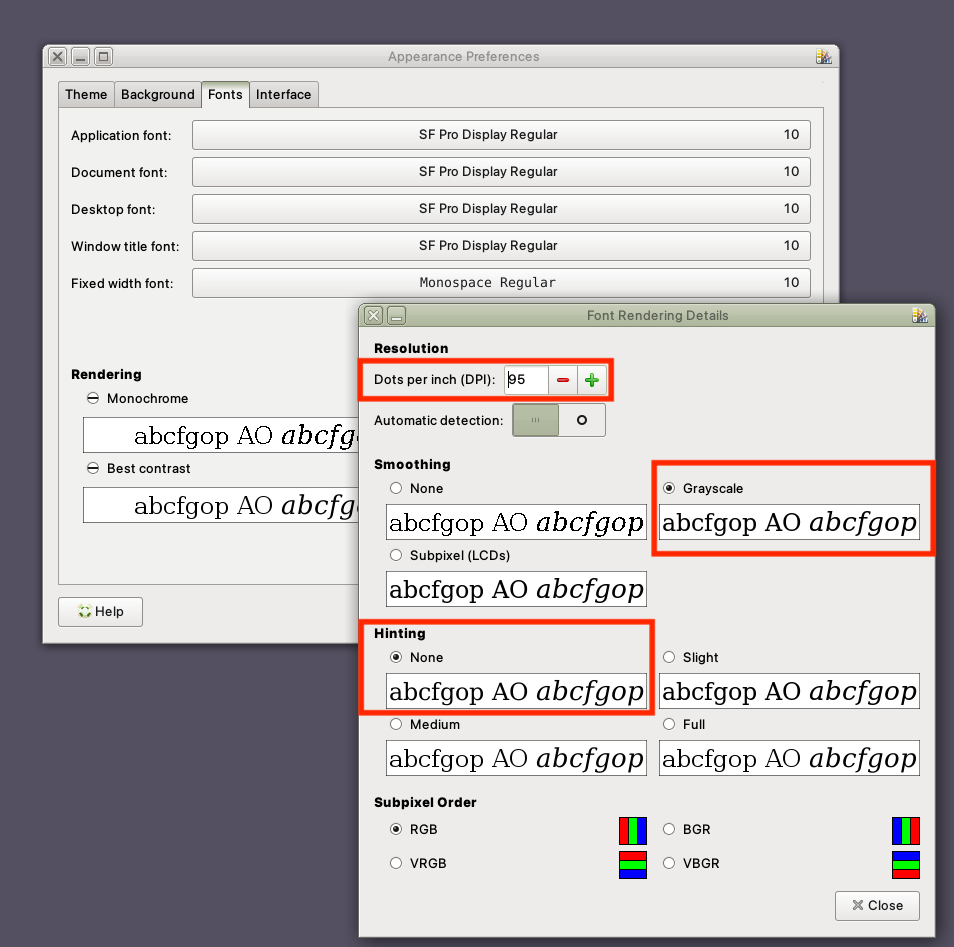 Appearance Preferences
Theme Background Fonts Interface
Application font: SF Pro Display Regular 10
Document font: SF Pro Display Regular 10
Desktop font: SF Pro Display Regular 10
Window title font: SF Pro Display Regular 10
Fixed width font: Monospace Regular 10
Rendering
Monochrome
abcfgop AO abcfg
Best contrast
abcfgop AO abcfg
Help
Font Rendering Details
Resolution
Dots per inch (DPI): 95
Automatic detection:
Smoothing
None Grayscale
abcfgop AO abcfgop abcfgop AO abcfgop
Subpixel (LCDs)
abcfgop AO abcfgop
Hinting
None Slight
abcfgop AO abcfgop abcfgop AO abcfgop
Medium Full
abcfgop AO abcfgop abcfgop AO abcfgop
Subpixel Order
RGB BGR
VRGB VBGR
Close